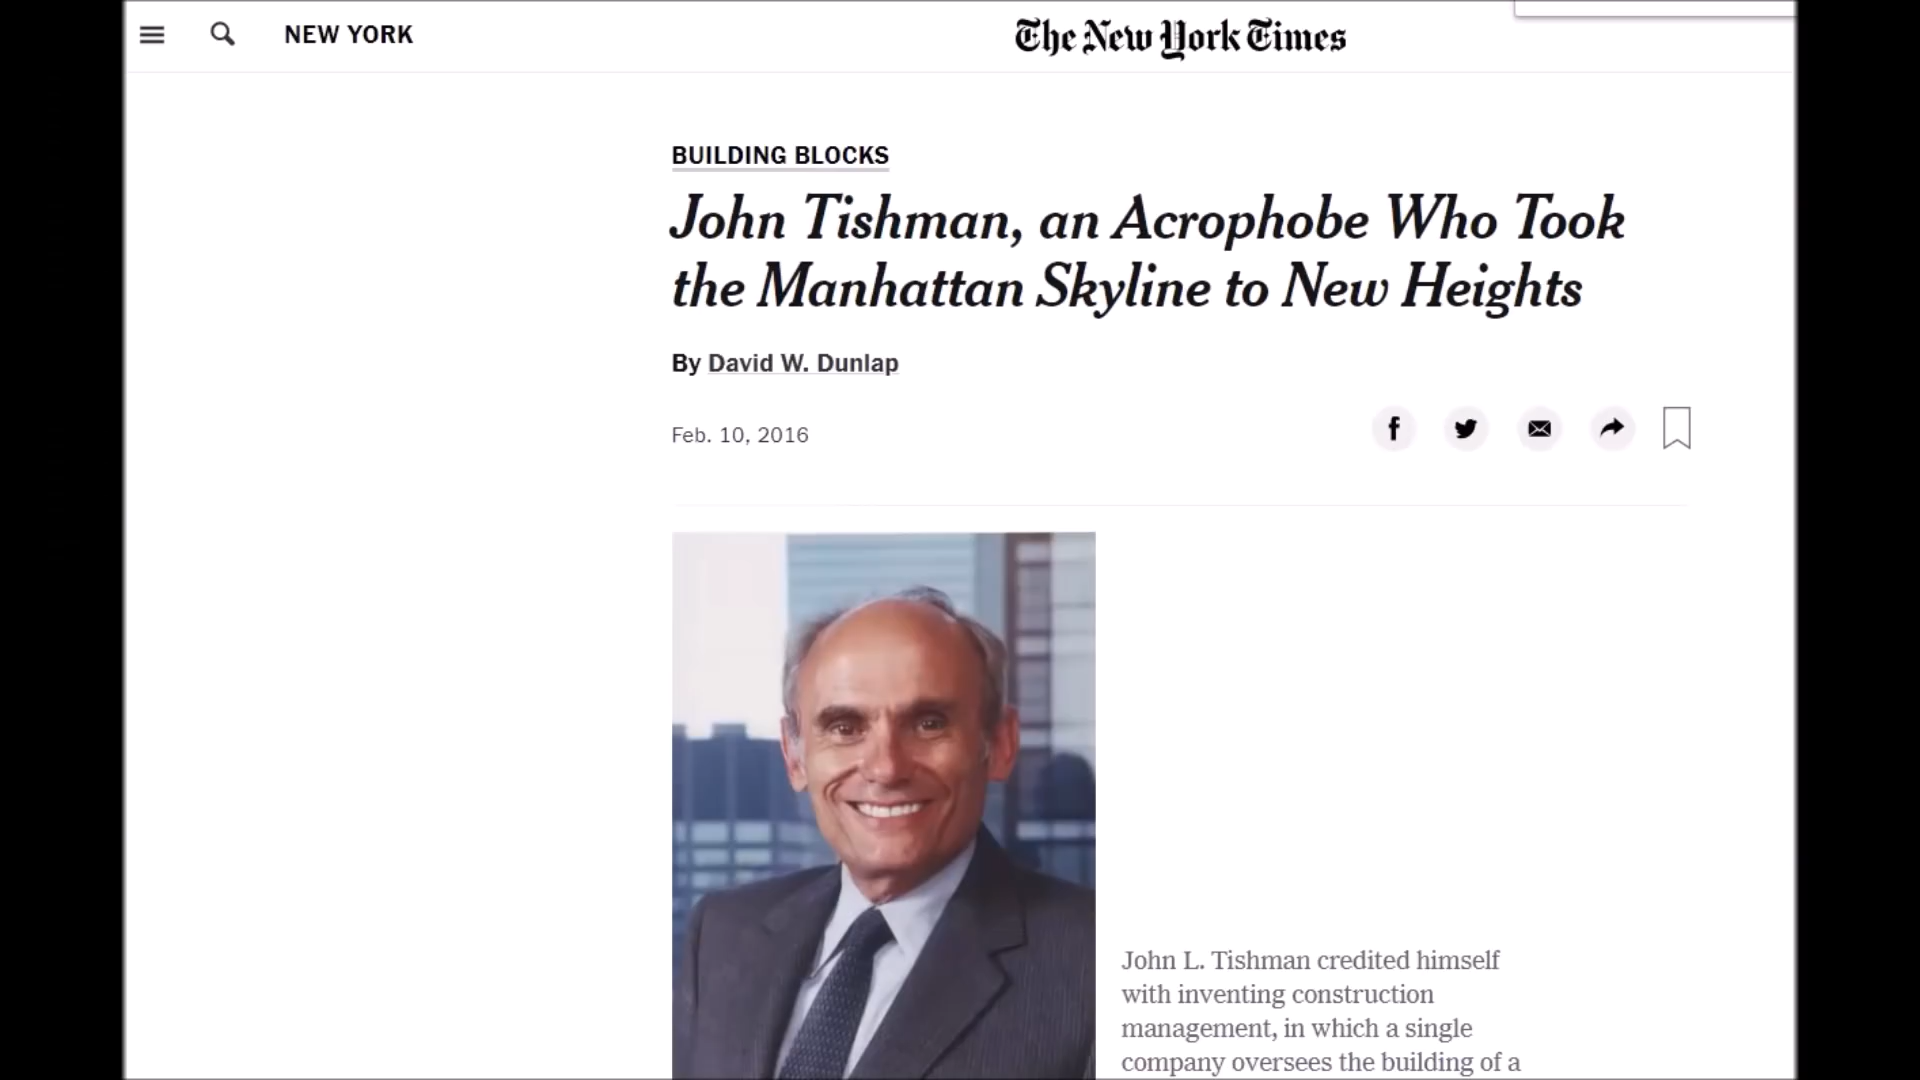 NEW YORK
The New York Times
BUILDING BLOCKS
John Tishman, an Acrophobe Who Took
the Manhattan Skyline to New Heights
By David W. Dunlap
Feb. 10, 2016
John L. Tishman credited himself
with inventing construction
management, in which a single
company oversees the building of a